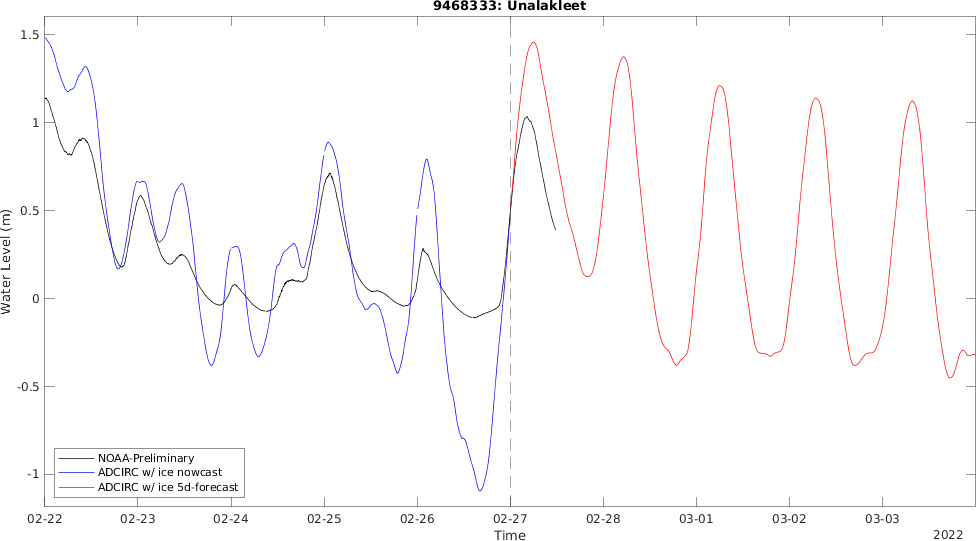 9468333: Unalakleet
1.5
1
0.5
0
-0.5
-1
Water Level (m)
NOAA-Preliminary
ADCIRC w/ ice nowcast
ADCIRC w/ ice 5d-forecast
02-22 02-23 02-24 02-25 02-26 02-27 02-28 03-01 03-02 03-03
Time
2022